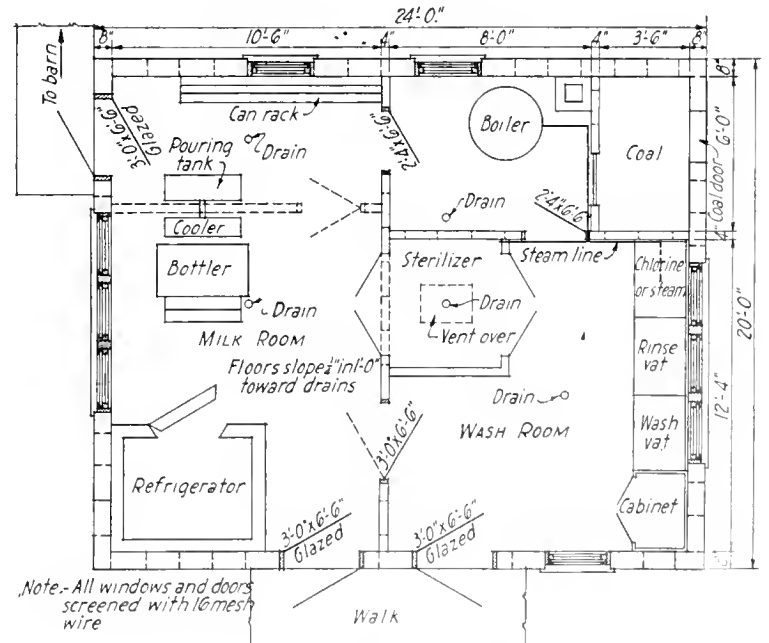 24'-0"
8" 10'-6" 4" 8'-0" 4" 3'-6" 8"
To barn
3'-0"x6'-6"
Glazed
Can rack
Pouring
tank
Drain
2'-4"x6'-6"
Boiler
Coal
8"
6'-0"
Coal door
4"
Drain
2'-4"x6'-6"
Cooler
Bottler
Sterilizer
Steam line
Chlorine
or steam
Drain
MILK ROOM
Drain
Vent over
Rinse
vat
20'-0"
12'-4"
Floors slope ¼" in 1'-0"
toward drains
Drain
WASH ROOM
Wash
vat
3'-0"x6'-6"
Refrigerator
Cabinet
3'-0"x6'-6"
Glazed
3'-0"x6'-6"
Glazed
Note.- All windows and doors
screened with 16 mesh
wire
Walk